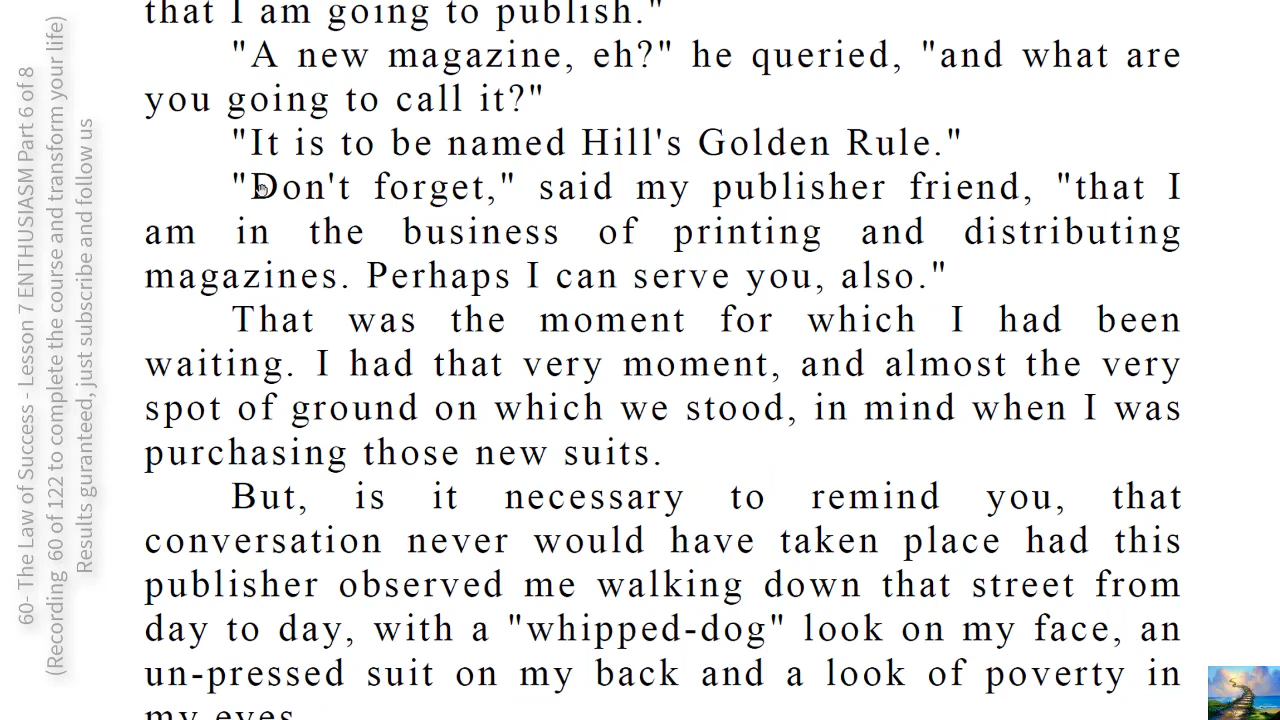 that I am going to publish."
"A new magazine, eh?" he queried, "and what are
you going to call it?"
"It is to be named Hill's Golden Rule."
"Don't forget," said my publisher friend, "that I
am in the business of printing and distributing
magazines. Perhaps I can serve you, also."
That was the moment for which I had been
waiting. I had that very moment, and almost the very
spot of ground on which we stood, in mind when I was
purchasing those new suits.
But, is it necessary to remind you, that
conversation never would have taken place had this
publisher observed me walking down that street from
day to day, with a "whipped-dog" look on my face, an
un-pressed suit on my back and a look of poverty in
my eyes.
60- The Law of Success - Lesson 7 ENTHUSIASM Part 6 of 8
(Recording 60 of 122 to complete the course and transform your life)
Results guranteed, just subscribe and follow us